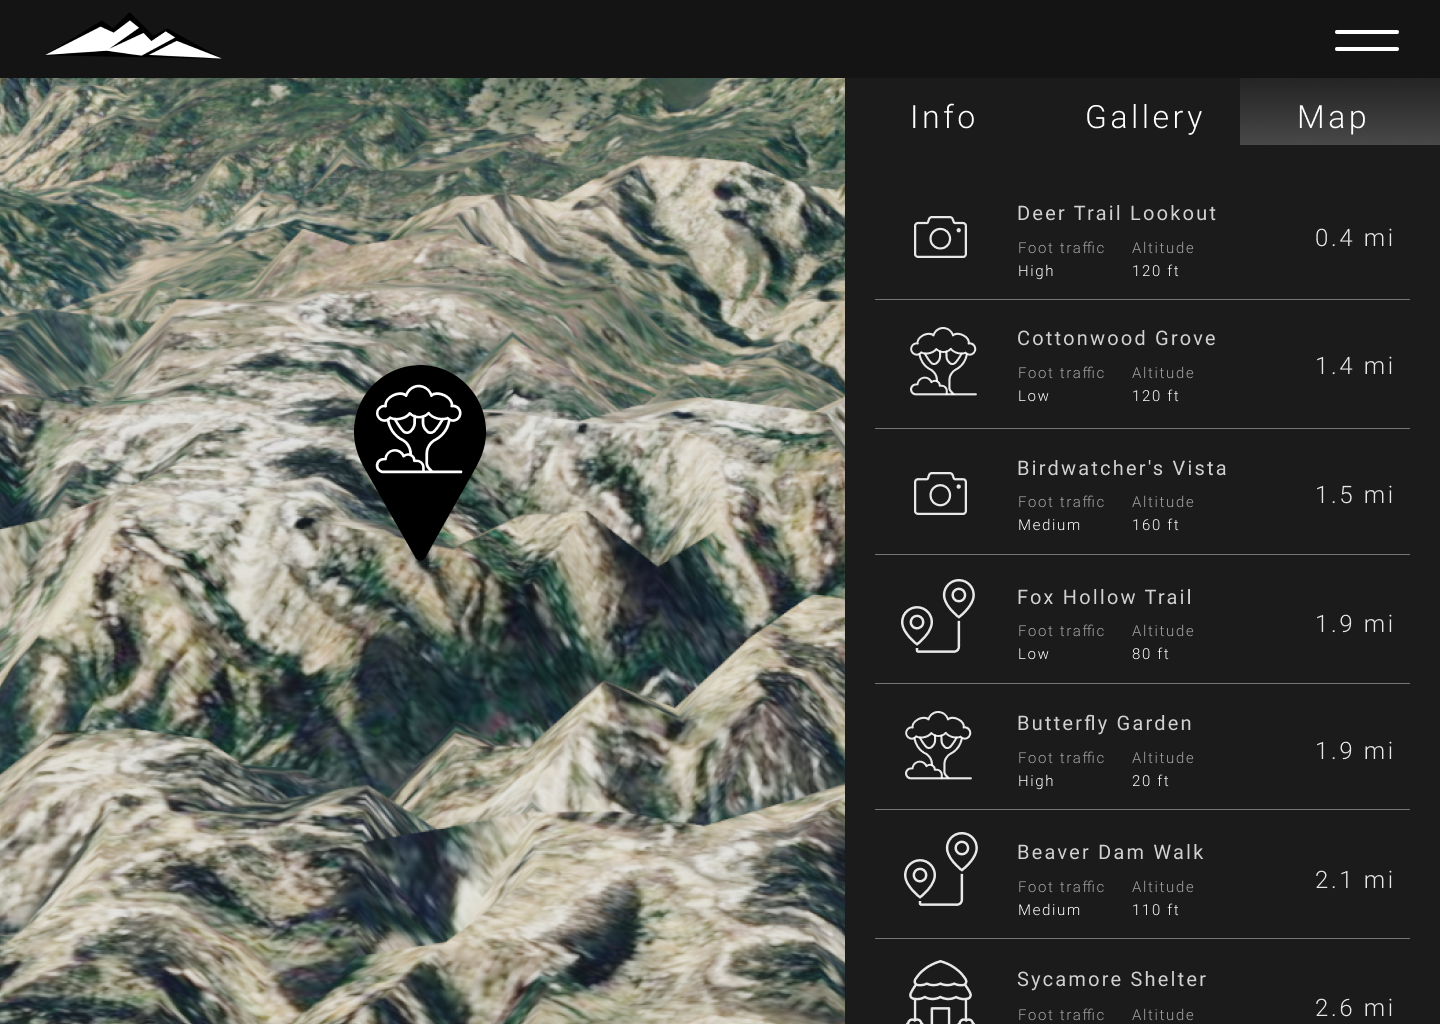 Info Gallery Map
Deer Trail Lookout
Foot traffic Altitude
High 120 ft
0.4 mi
Cottonwood Grove
Foot traffic Altitude
Low 120 ft
1.4 mi
Birdwatcher's Vista
Foot traffic Altitude
Medium 160 ft
1.5 mi
Fox Hollow Trail
Foot traffic Altitude
Low 80 ft
1.9 mi
Butterfly Garden
Foot traffic Altitude
High 20 ft
1.9 mi
Beaver Dam Walk
Foot traffic Altitude
Medium 110 ft
2.1 mi
Sycamore Shelter
Foot traffic Altitude
2.6 mi